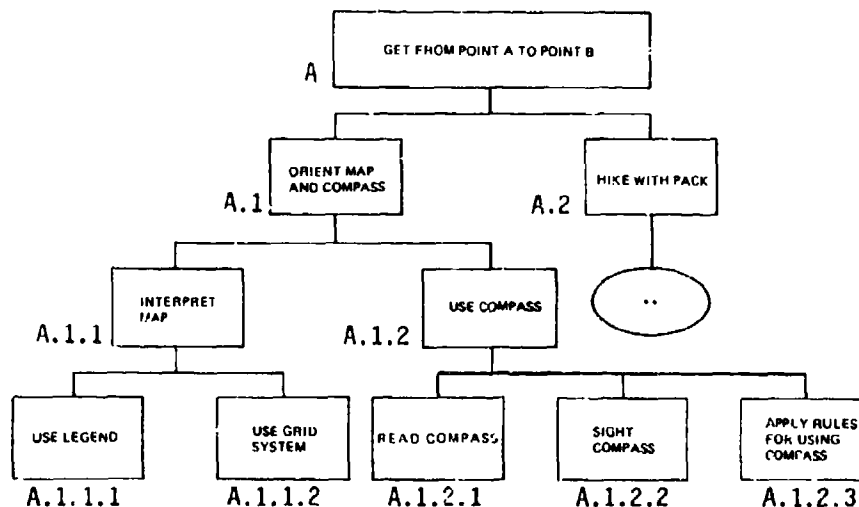 GET FROM POINT A TO POINT B
A
ORIENT MAP
AND COMPASS
HIKE WITH PACK
A.1
A.2
INTERPRET
MAP
USE COMPASS
..
A.1.1
A.1.2
USE LEGEND
USE GRID
SYSTEM
READ COMPASS
SIGHT
COMPASS
APPLY RULES
FOR USING
COMPASS
A.1.1.1
A.1.1.2
A.1.2.1
A.1.2.2
A.1.2.3